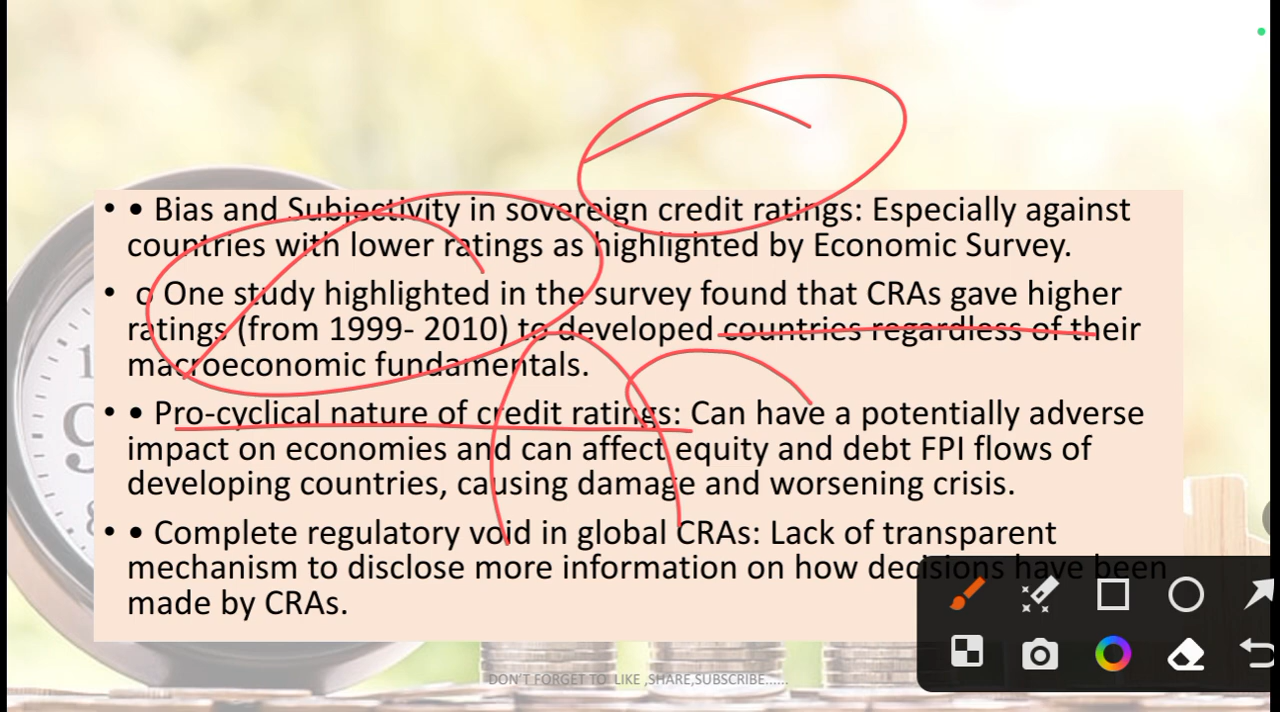 • • Bias and Subjectivity in sovereign credit ratings: Especially against
countries with lower ratings as highlighted by Economic Survey.
• o One study highlighted in the survey found that CRAs gave higher
ratings (from 1999- 2010) to developed countries regardless of their
macroeconomic fundamentals.
• • Pro-cyclical nature of credit ratings: Can have a potentially adverse
impact on economies and can affect equity and debt FPI flows of
developing countries, causing damage and worsening crisis.
• • Complete regulatory void in global CRAs: Lack of transparent
mechanism to disclose more information on how decisions have been
made by CRAs.
DON'T FORGET TO LIKE ,SHARE,SUBSCRIBE......